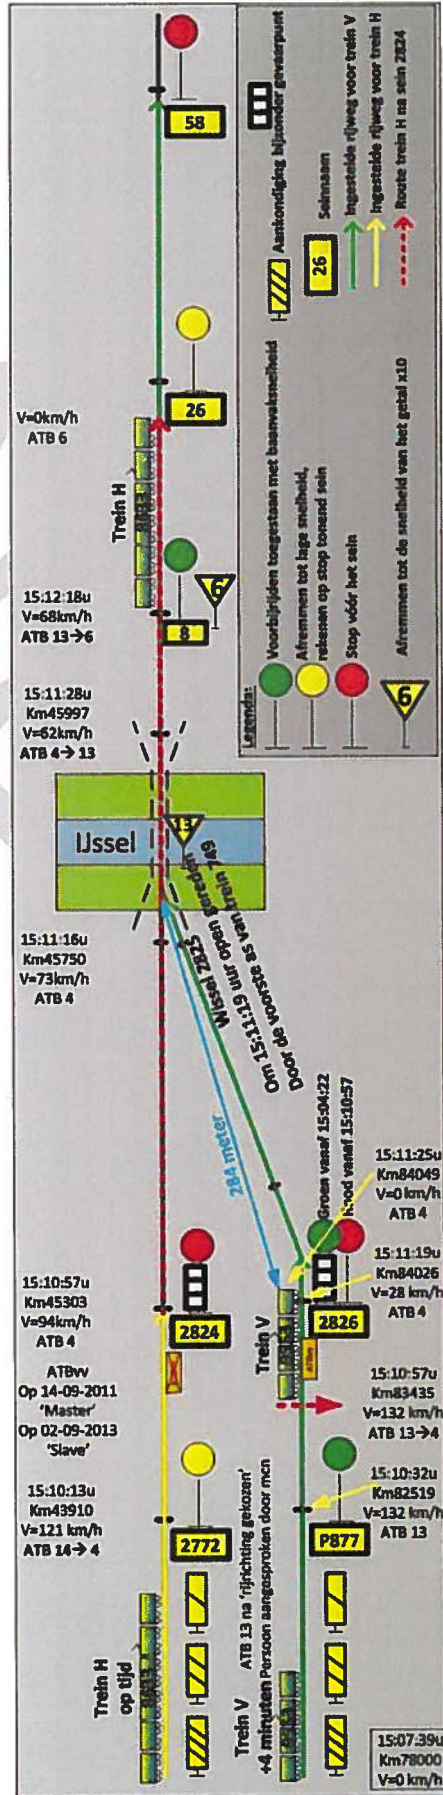 Trein H
op tijd
15:10:13u
Km43910
V=121 km/h
ATB 14→4
2772
ATBvv
Op 14-09-2011
'Master'
Op 02-09-2013
'Slave'
15:10:57u
Km45303
V=94km/h
ATB 4
2824
15:11:16u
Km45750
V=73km/h
ATB 4
IJssel
13
15:11:28u
Km45997
V=62km/h
ATB 4→13
15:12:18u
V=68km/h
ATB 13→6
8
6
Trein H
V=0km/h
ATB 6
26
58
284 meter
Wissel 2825
Om 15:11:19 uur open gereden
Door de voorste as van trein 749
Trein V
+4 minuten
ATB 13 na 'rijrichting gekozen'
Persoon aangesproken door mcn
15:07:39u
Km78000
V=0 km/h
P877
15:10:32u
Km82519
V=132 km/h
ATB 13
15:10:57u
Km83435
V=132 km/h
ATB 13→4
Trein V
ATBvv
2826
Groen vanaf 15:04:22
Rood vanaf 15:10:57
15:11:19u
Km84026
V=28 km/h
ATB 4
15:11:25u
Km84049
V=0 km/h
ATB 4
Legenda:
Voorbijrijden toegestaan met baanvaksnelheid
Afremmen tot lage snelheid,
rekenen op stop tonend sein
Stop vóór het sein
6
Afremmen tot de snelheid van het getal x10
Aankondiging bijzonder gevaarpunt
26
Seinnaam
Ingestelde rijweg voor trein V
Ingestelde rijweg voor trein H
Route trein H na sein 2824